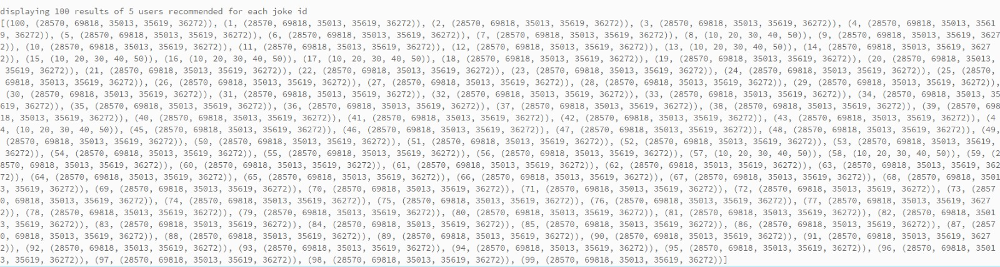 displaying 100 results of 5 users recommended for each joke id
[(100, (28570, 69818, 35013, 35619, 36272)), (1, (28570, 69818, 35013, 35619, 36272)), (2, (28570, 69818, 35013, 35619, 36272)), (3, (28570, 69818, 35013, 35619, 36272)), (4, (28570, 69818, 35013, 3561
9, 36272)), (5, (28570, 69818, 35013, 35619, 36272)), (6, (28570, 69818, 35013, 35619, 36272)), (7, (28570, 69818, 35013, 35619, 36272)), (8, (10, 20, 30, 40, 50)), (9, (28570, 69818, 35013, 35619, 3627
2)), (10, (28570, 69818, 35013, 35619, 36272)), (11, (28570, 69818, 35013, 35619, 36272)), (12, (28570, 69818, 35013, 35619, 36272)), (13, (10, 20, 30, 40, 50)), (14, (28570, 69818, 35013, 35619, 3627
2)), (15, (10, 20, 30, 40, 50)), (16, (10, 20, 30, 40, 50)), (17, (10, 20, 30, 40, 50)), (18, (28570, 69818, 35013, 35619, 36272)), (19, (28570, 69818, 35013, 35619, 36272)), (20, (28570, 69818, 35013,
35619, 36272)), (21, (28570, 69818, 35013, 35619, 36272)), (22, (28570, 69818, 35013, 35619, 36272)), (23, (28570, 69818, 35013, 35619, 36272)), (24, (28570, 69818, 35013, 35619, 36272)), (25, (28570,
69818, 35013, 35619, 36272)), (26, (28570, 69818, 35013, 35619, 36272)), (27, (28570, 69818, 35013, 35619, 36272)), (28, (28570, 69818, 35013, 35619, 36272)), (29, (28570, 69818, 35013, 35619, 36272)),
(30, (28570, 69818, 35013, 35619, 36272)), (31, (28570, 69818, 35013, 35619, 36272)), (32, (28570, 69818, 35013, 35619, 36272)), (33, (28570, 69818, 35013, 35619, 36272)), (34, (28570, 69818, 35013, 35
619, 36272)), (35, (28570, 69818, 35013, 35619, 36272)), (36, (28570, 69818, 35013, 35619, 36272)), (37, (28570, 69818, 35013, 35619, 36272)), (38, (28570, 69818, 35013, 35619, 36272)), (39, (28570, 698
18, 35013, 35619, 36272)), (40, (28570, 69818, 35013, 35619, 36272)), (41, (28570, 69818, 35013, 35619, 36272)), (42, (28570, 69818, 35013, 35619, 36272)), (43, (28570, 69818, 35013, 35619, 36272)), (4
4, (10, 20, 30, 40, 50)), (45, (28570, 69818, 35013, 35619, 36272)), (46, (28570, 69818, 35013, 35619, 36272)), (47, (28570, 69818, 35013, 35619, 36272)), (48, (28570, 69818, 35013, 35619, 36272)), (49,
(28570, 69818, 35013, 35619, 36272)), (50, (28570, 69818, 35013, 35619, 36272)), (51, (28570, 69818, 35013, 35619, 36272)), (52, (28570, 69818, 35013, 35619, 36272)), (53, (28570, 69818, 35013, 35619,
36272)), (54, (28570, 69818, 35013, 35619, 36272)), (55, (28570, 69818, 35013, 35619, 36272)), (56, (28570, 69818, 35013, 35619, 36272)), (57, (10, 20, 30, 40, 50)), (58, (10, 20, 30, 40, 50)), (59, (2
8570, 69818, 35013, 35619, 36272)), (60, (28570, 69818, 35013, 35619, 36272)), (61, (28570, 69818, 35013, 35619, 36272)), (62, (28570, 69818, 35013, 35619, 36272)), (63, (28570, 69818, 35013, 35619, 362
72)), (64, (28570, 69818, 35013, 35619, 36272)), (65, (28570, 69818, 35013, 35619, 36272)), (66, (28570, 69818, 35013, 35619, 36272)), (67, (28570, 69818, 35013, 35619, 36272)), (68, (28570, 69818, 3501
3, 35619, 36272)), (69, (28570, 69818, 35013, 35619, 36272)), (70, (28570, 69818, 35013, 35619, 36272)), (71, (28570, 69818, 35013, 35619, 36272)), (72, (28570, 69818, 35013, 35619, 36272)), (73, (2857
0, 69818, 35013, 35619, 36272)), (74, (28570, 69818, 35013, 35619, 36272)), (75, (28570, 69818, 35013, 35619, 36272)), (76, (28570, 69818, 35013, 35619, 36272)), (77, (28570, 69818, 35013, 35619, 3627
2)), (78, (28570, 69818, 35013, 35619, 36272)), (79, (28570, 69818, 35013, 35619, 36272)), (80, (28570, 69818, 35013, 35619, 36272)), (81, (28570, 69818, 35013, 35619, 36272)), (82, (28570, 69818, 3501
3, 35619, 36272)), (83, (28570, 69818, 35013, 35619, 36272)), (84, (28570, 69818, 35013, 35619, 36272)), (85, (28570, 69818, 35013, 35619, 36272)), (86, (28570, 69818, 35013, 35619, 36272)), (87, (2857
0, 69818, 35013, 35619, 36272)), (88, (28570, 69818, 35013, 35619, 36272)), (89, (28570, 69818, 35013, 35619, 36272)), (90, (28570, 69818, 35013, 35619, 36272)), (91, (28570, 69818, 35013, 35619, 3627
2)), (92, (28570, 69818, 35013, 35619, 36272)), (93, (28570, 69818, 35013, 35619, 36272)), (94, (28570, 69818, 35013, 35619, 36272)), (95, (28570, 69818, 35013, 35619, 36272)), (96, (28570, 69818, 3501
3, 35619, 36272)), (97, (28570, 69818, 35013, 35619, 36272)), (98, (28570, 69818, 35013, 35619, 36272)), (99, (28570, 69818, 35013, 35619, 36272))]